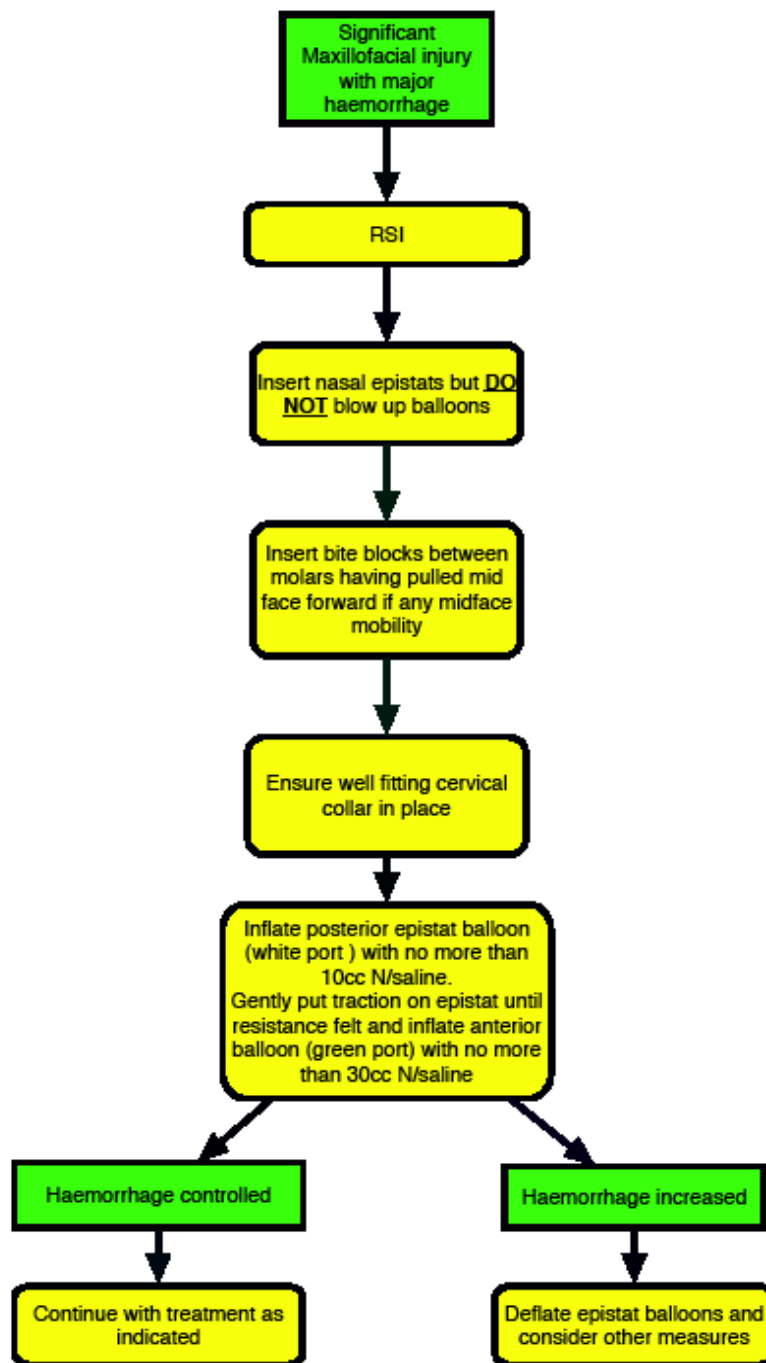 Significant
Maxillofacial injury
with major
haemorrhage
RSI
Insert nasal epistats but DO
NOT blow up balloons
Insert bite blocks between
molars having pulled mid
face forward if any midface
mobility
Ensure well fitting cervical
collar in place
Inflate posterior epistat balloon
(white port ) with no more than
10cc N/saline.
Gently put traction on epistat until
resistance felt and inflate anterior
balloon (green port) with no more
than 30cc N/saline
Haemorrhage controlled
Haemorrhage increased
Continue with treatment as
indicated
Deflate epistat balloons and
consider other measures